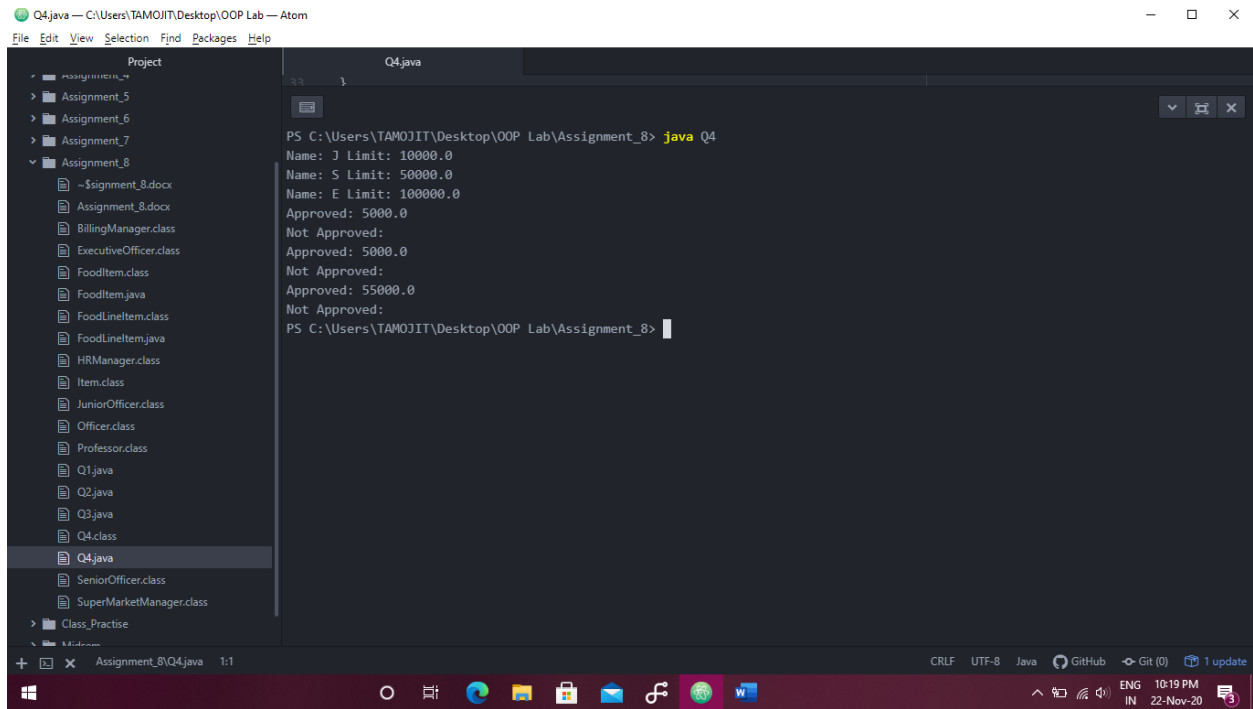 Q4.java — C:\Users\TAMOJIT\Desktop\OOP Lab — Atom
File Edit View Selection Find Packages Help
Project
Q4.java
Assignment_4
33 }
Assignment_5
Assignment_6
Assignment_7
Assignment_8
~$signment_8.docx
Assignment_8.docx
BillingManager.class
ExecutiveOfficer.class
FoodItem.class
FoodItem.java
FoodLineItem.class
FoodLineItem.java
HRManager.class
Item.class
JuniorOfficer.class
Officer.class
Professor.class
Q1.java
Q2.java
Q3.java
Q4.class
Q4.java
SeniorOfficer.class
SuperMarketManager.class
Class_Practise
Midsem
PS C:\Users\TAMOJIT\Desktop\OOP Lab\Assignment_8> java Q4
Name: J Limit: 10000.0
Name: S Limit: 50000.0
Name: E Limit: 100000.0
Approved: 5000.0
Not Approved:
Approved: 5000.0
Not Approved:
Approved: 55000.0
Not Approved:
PS C:\Users\TAMOJIT\Desktop\OOP Lab\Assignment_8>
Assignment_8\Q4.java 1:1
CRLF UTF-8 Java GitHub Git (0) 1 update
W
ENG 10:19 PM
IN 22-Nov-20
3